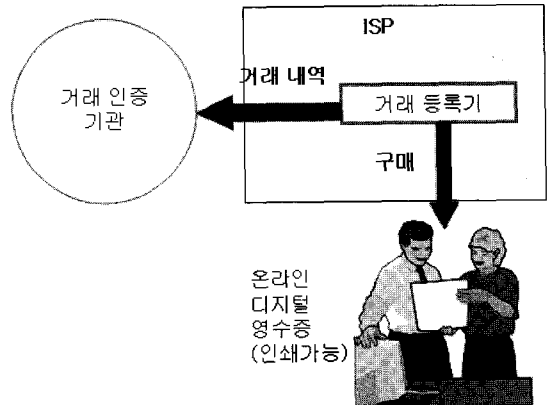 ISP
거래 내역
거래 인증
기관
거래 등록기
구매
온라인
디지털
영수증
(인쇄가능)